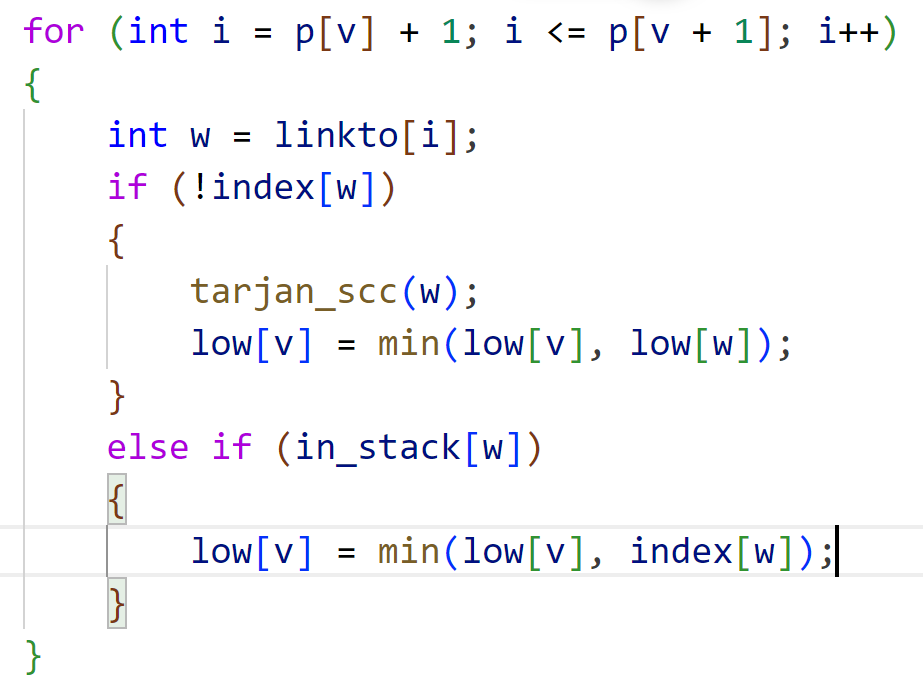 for (int i = p[v] + 1; i <= p[v + 1]; i++)
{
    int w = linkto[i];
    if (!index[w])
    {
        tarjan_scc(w);
        low[v] = min(low[v], low[w]);
    }
    else if (in_stack[w])
    {
        low[v] = min(low[v], index[w]);
    }
}